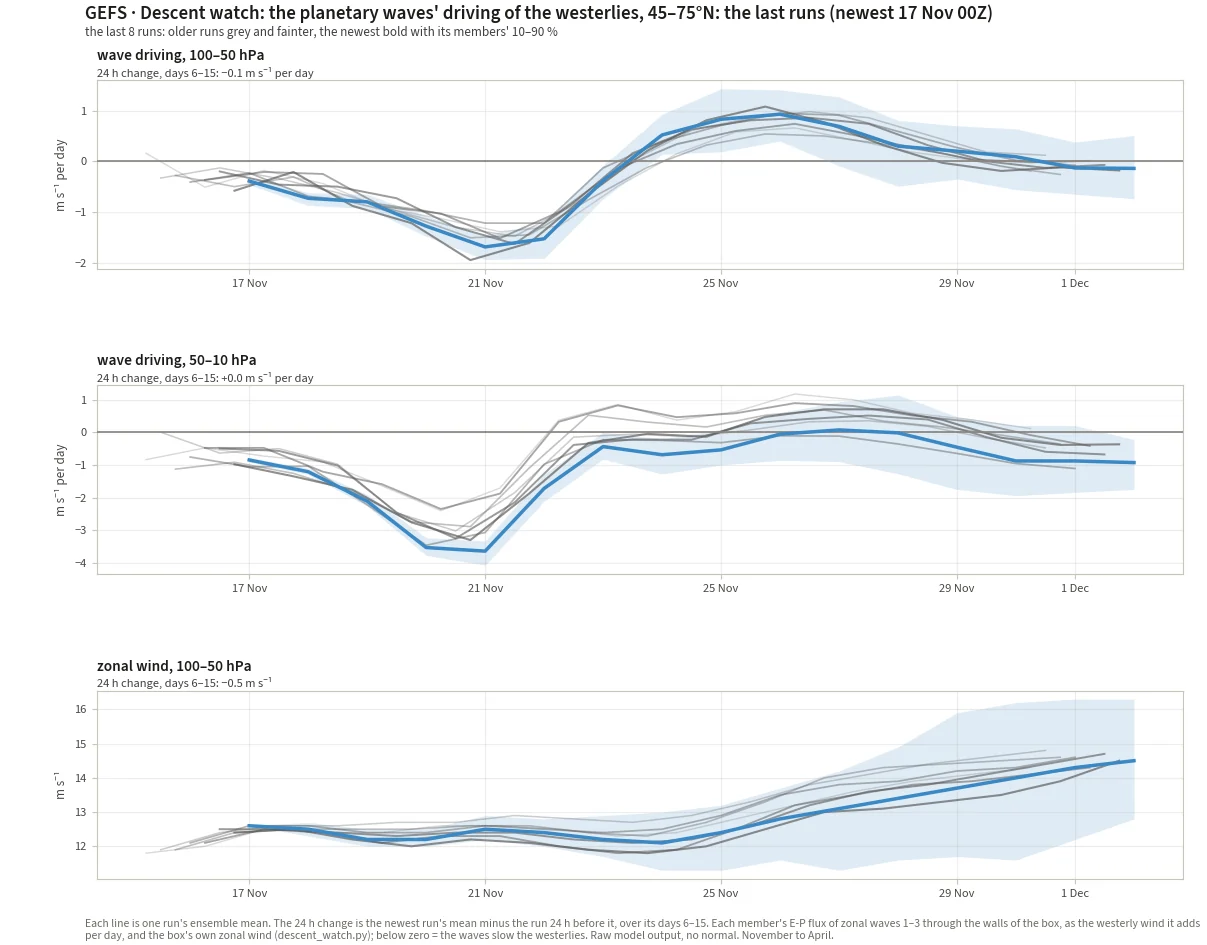 GEFS · Descent watch: the planetary waves' driving of the westerlies, 45–75°N: the last runs (newest 17 Nov 00Z)
the last 8 runs: older runs grey and fainter, the newest bold with its members' 10–90 %
wave driving, 100–50 hPa
24 h change, days 6–15: −0.1 m s⁻¹ per day
1
0
−1
−2
m s⁻¹ per day
17 Nov
21 Nov
25 Nov
29 Nov
1 Dec
wave driving, 50–10 hPa
24 h change, days 6–15: +0.0 m s⁻¹ per day
1
0
−1
−2
−3
−4
m s⁻¹ per day
17 Nov
21 Nov
25 Nov
29 Nov
1 Dec
zonal wind, 100–50 hPa
24 h change, days 6–15: −0.5 m s⁻¹
16
15
14
13
12
m s⁻¹
17 Nov
21 Nov
25 Nov
29 Nov
1 Dec
Each line is one run's ensemble mean. The 24 h change is the newest run's mean minus the run 24 h before it, over its days 6–15. Each member's E-P flux of zonal waves 1–3 through the walls of the box, as the westerly wind it adds
per day, and the box's own zonal wind (descent_watch.py); below zero = the waves slow the westerlies. Raw model output, no normal. November to April.